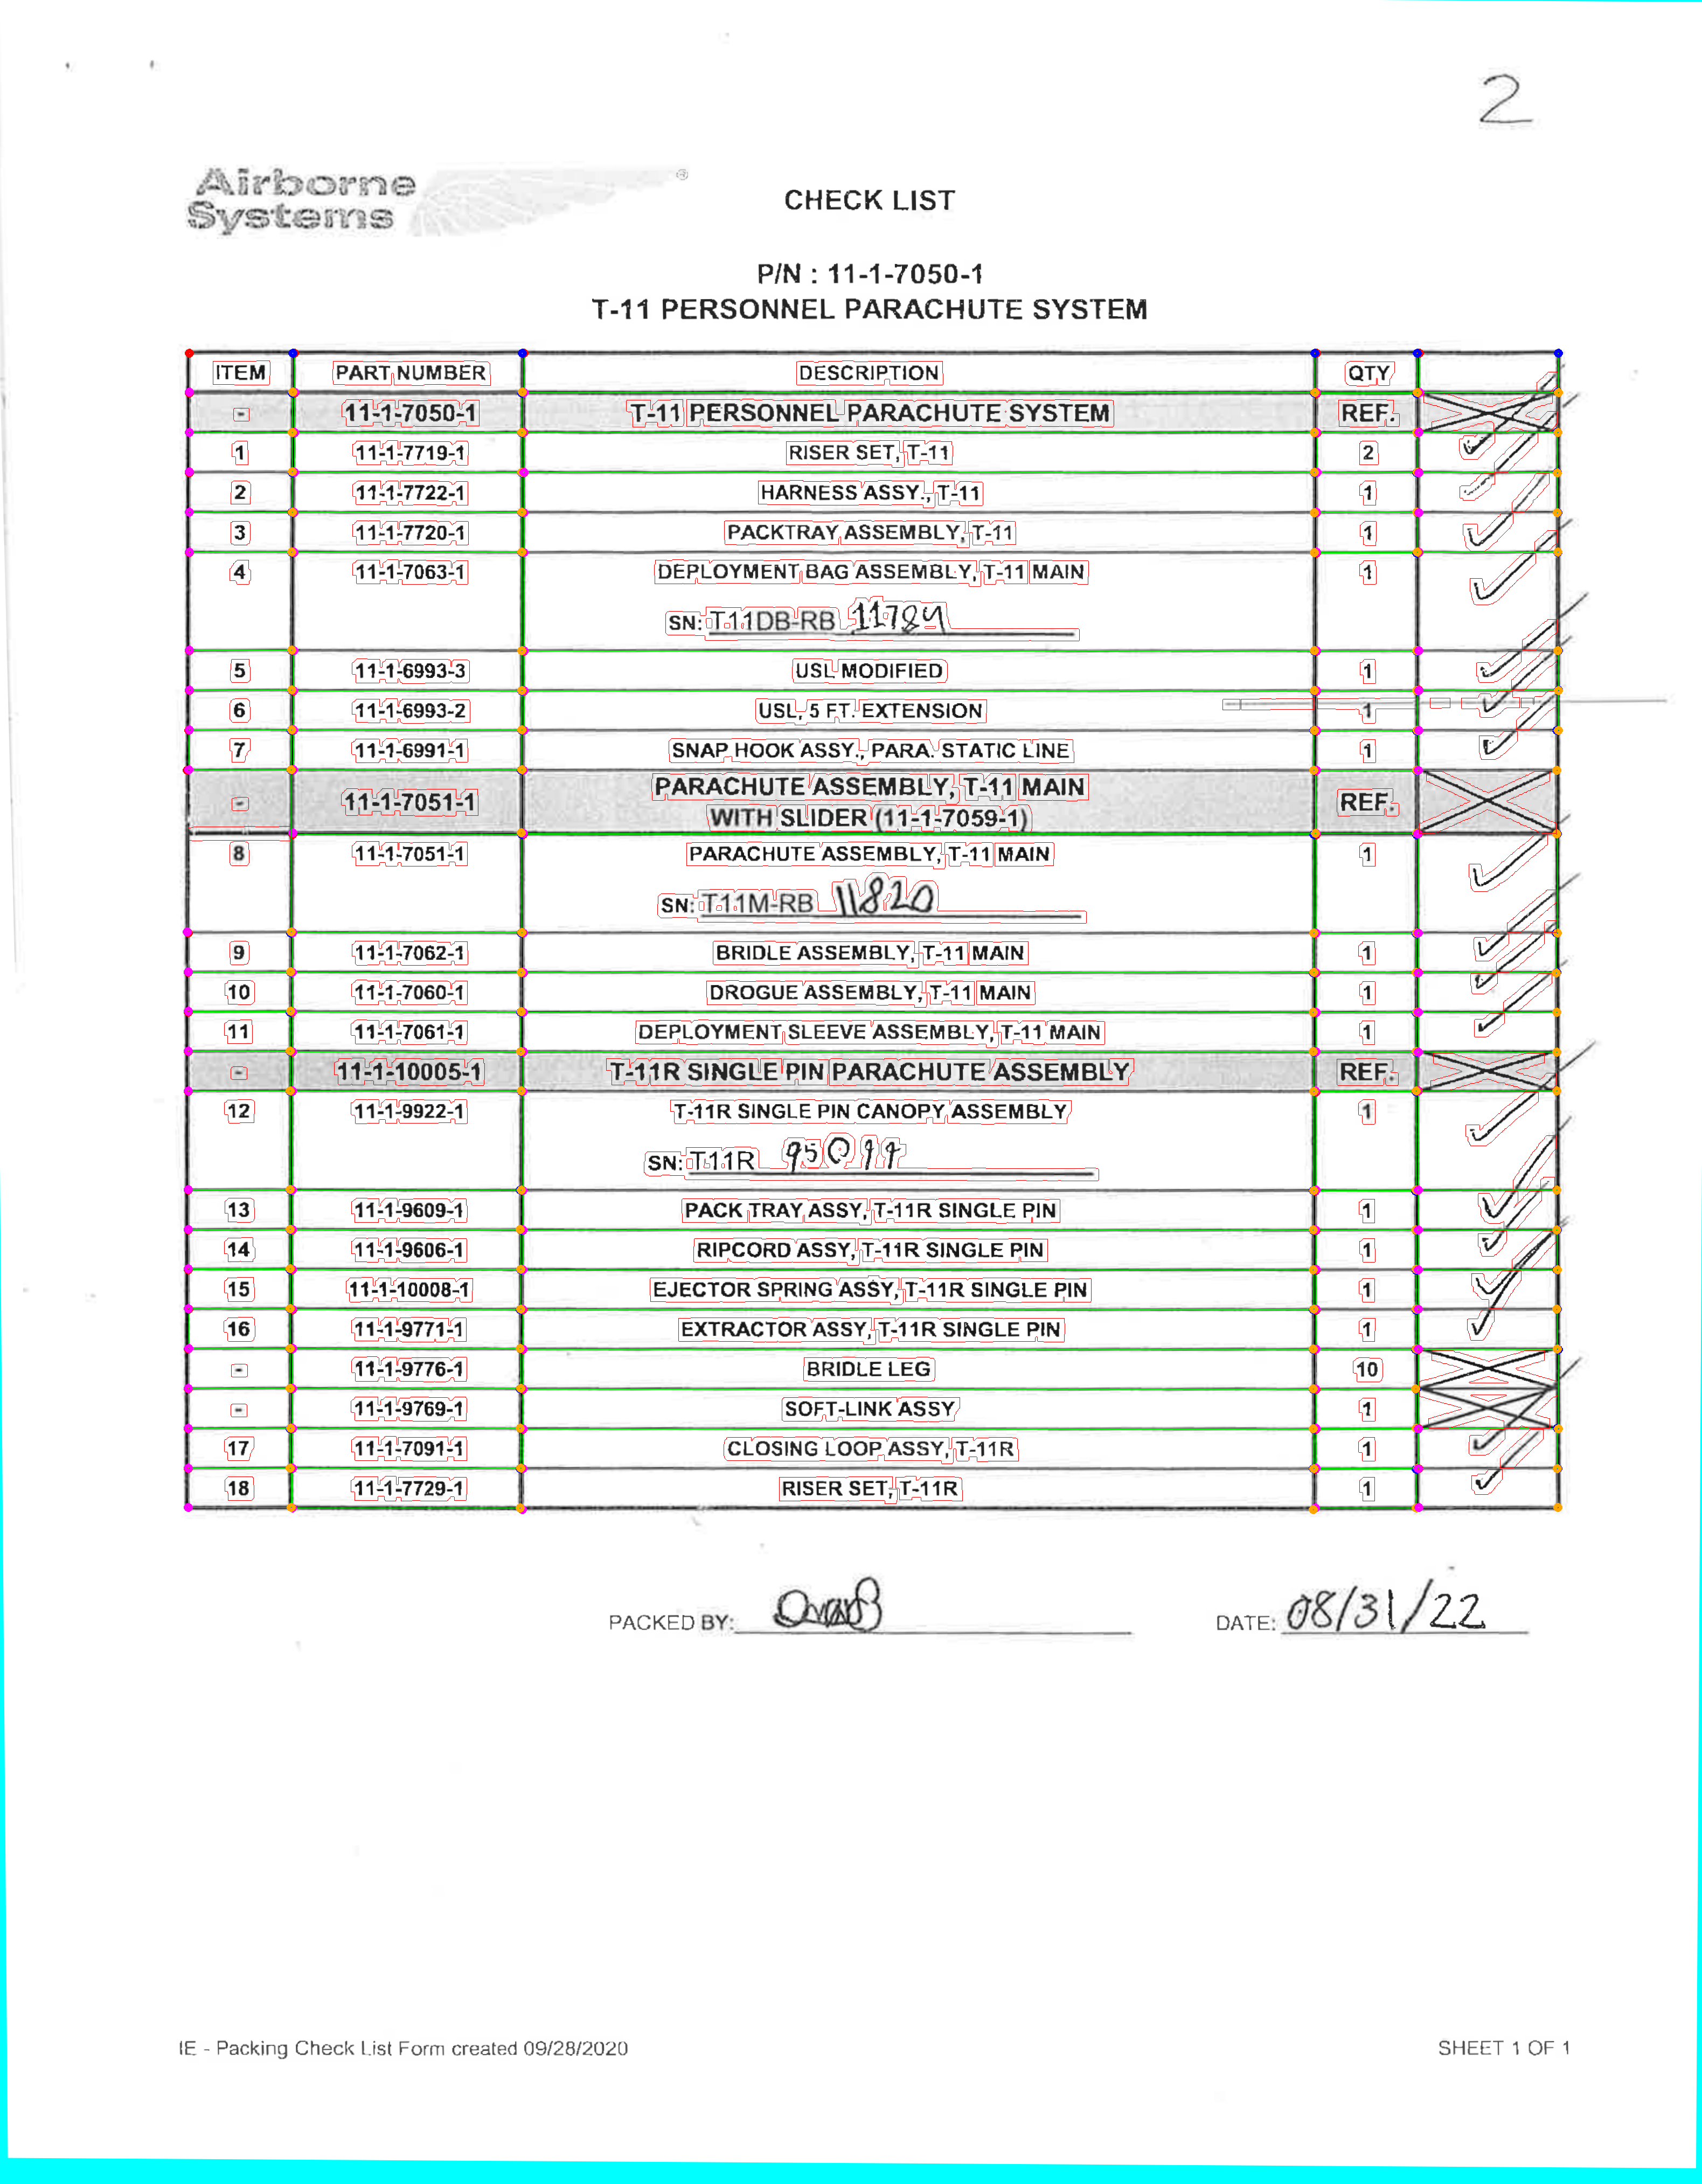 2
Airborne
Systems ®
CHECK LIST
P/N : 11-1-7050-1
T-11 PERSONNEL PARACHUTE SYSTEM
ITEM PART NUMBER DESCRIPTION QTY
- 11-1-7050-1 T-11 PERSONNEL PARACHUTE SYSTEM REF.
1 11-1-7719-1 RISER SET, T-11 2
2 11-1-7722-1 HARNESS ASSY., T-11 1
3 11-1-7720-1 PACKTRAY ASSEMBLY, T-11 1
4 11-1-7063-1 DEPLOYMENT BAG ASSEMBLY, T-11 MAIN 1
SN: T11DB-RB 11789
5 11-1-6993-3 USL MODIFIED 1
6 11-1-6993-2 USL, 5 FT. EXTENSION 1
7 11-1-6991-1 SNAP HOOK ASSY., PARA. STATIC LINE 1
- 11-1-7051-1 PARACHUTE ASSEMBLY, T-11 MAIN REF.
WITH SLIDER (11-1-7059-1)
8 11-1-7051-1 PARACHUTE ASSEMBLY, T-11 MAIN 1
SN: T11M-RB 11820
9 11-1-7062-1 BRIDLE ASSEMBLY, T-11 MAIN 1
10 11-1-7060-1 DROGUE ASSEMBLY, T-11 MAIN 1
11 11-1-7061-1 DEPLOYMENT SLEEVE ASSEMBLY, T-11 MAIN 1
- 11-1-10005-1 T-11R SINGLE PIN PARACHUTE ASSEMBLY REF.
12 11-1-9922-1 T-11R SINGLE PIN CANOPY ASSEMBLY 1
SN: T11R 95099
13 11-1-9609-1 PACK TRAY ASSY, T-11R SINGLE PIN 1
14 11-1-9606-1 RIPCORD ASSY, T-11R SINGLE PIN 1
15 11-1-10008-1 EJECTOR SPRING ASSY, T-11R SINGLE PIN 1
16 11-1-9771-1 EXTRACTOR ASSY, T-11R SINGLE PIN 1
- 11-1-9776-1 BRIDLE LEG 10
- 11-1-9769-1 SOFT-LINK ASSY 1
17 11-1-7091-1 CLOSING LOOP ASSY, T-11R 1
18 11-1-7729-1 RISER SET, T-11R 1
PACKED BY: DATE: 08/31/22
IE - Packing Check List Form created 09/28/2020 SHEET 1 OF 1